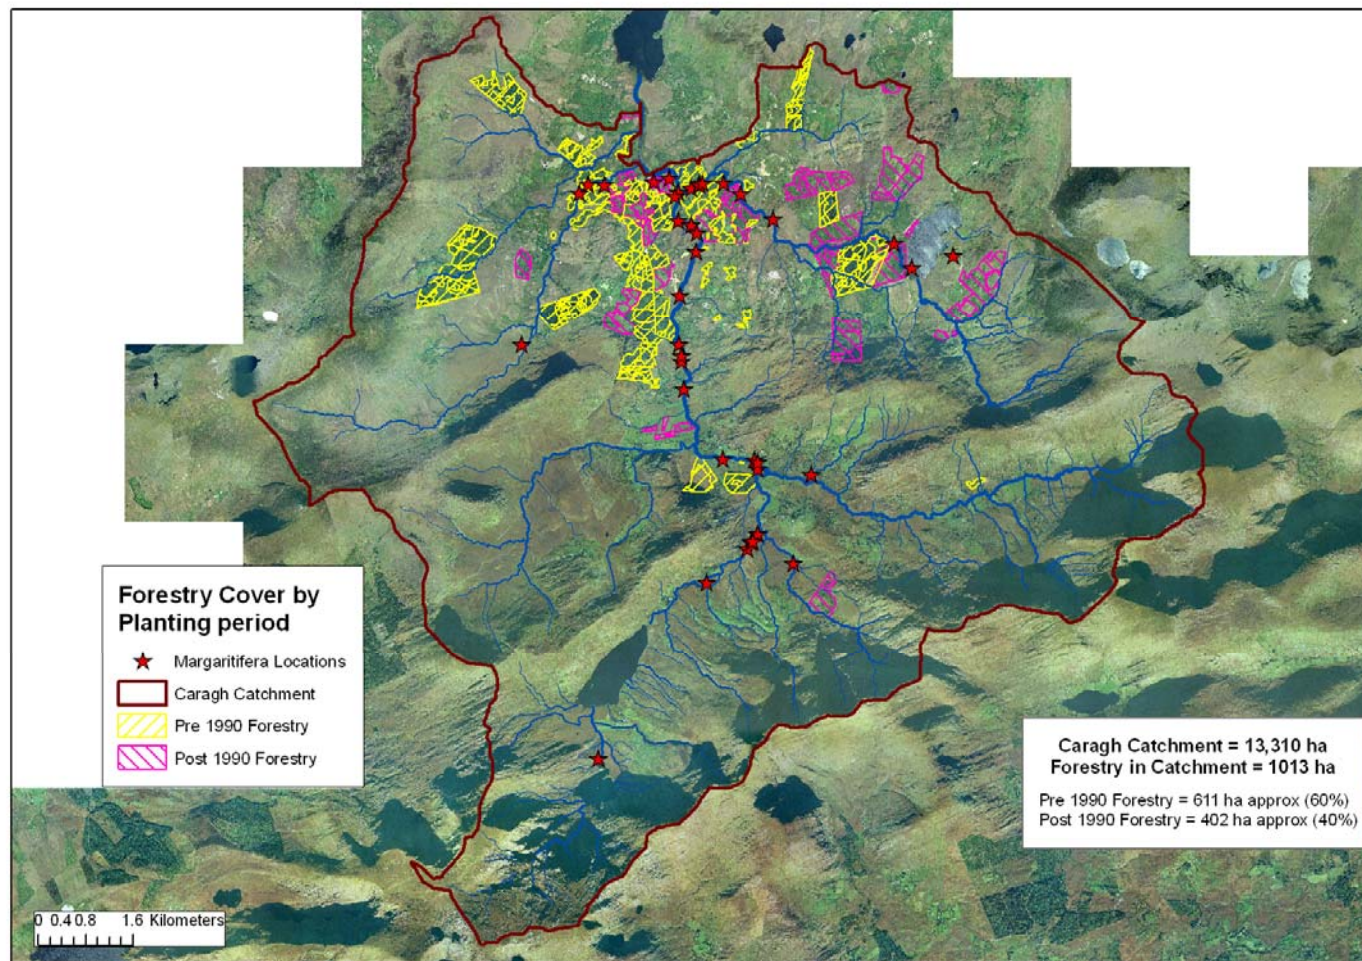 Forestry Cover by
Planting period
Margaritifera Locations
Caragh Catchment
Pre 1990 Forestry
Post 1990 Forestry
Caragh Catchment = 13,310 ha
Forestry in Catchment = 1013 ha
Pre 1990 Forestry = 611 ha approx (60%)
Post 1990 Forestry = 402 ha approx (40%)
0 0.4 0.8 1.6 Kilometers